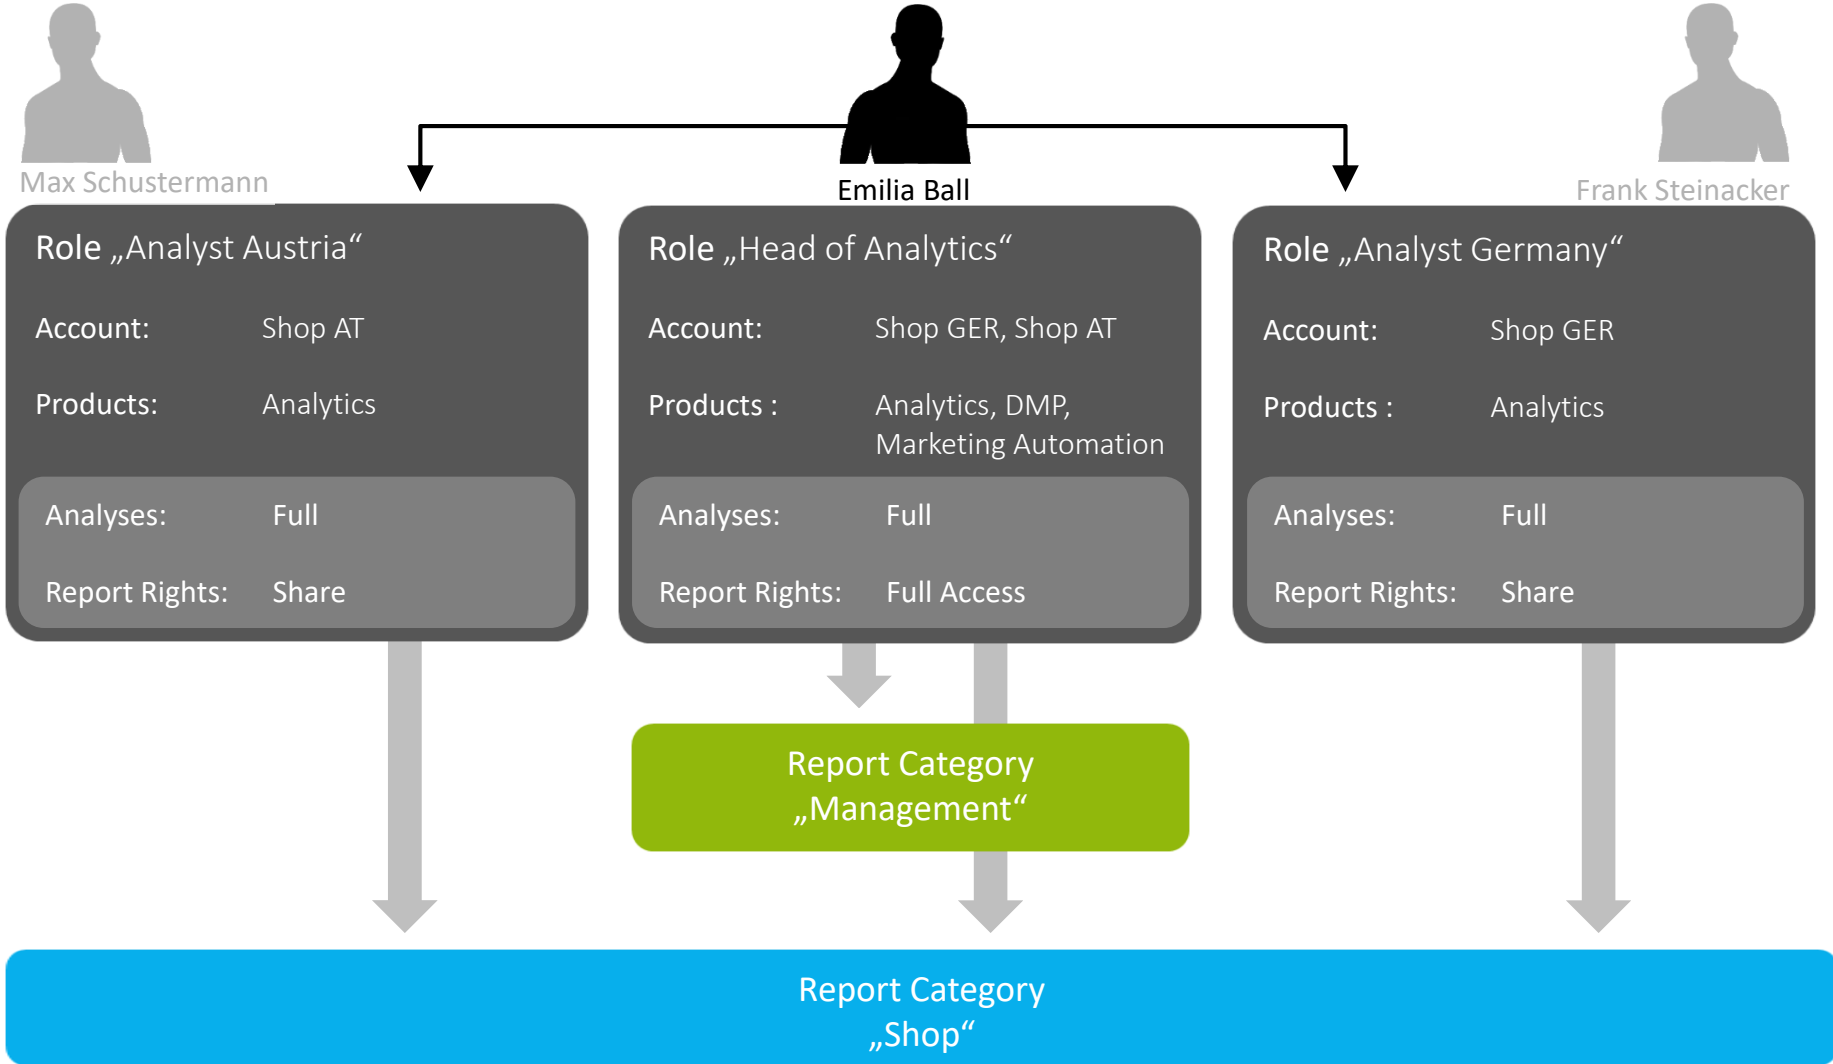 Max Schustermann
Emilia Ball
Frank Steinacker
Role „Analyst Austria“
Account: Shop AT
Products: Analytics
Analyses: Full
Report Rights: Share
Role „Head of Analytics“
Account: Shop GER, Shop AT
Products : Analytics, DMP,
Marketing Automation
Analyses: Full
Report Rights: Full Access
Role „Analyst Germany“
Account: Shop GER
Products : Analytics
Analyses: Full
Report Rights: Share
Report Category
„Management“
Report Category
„Shop“